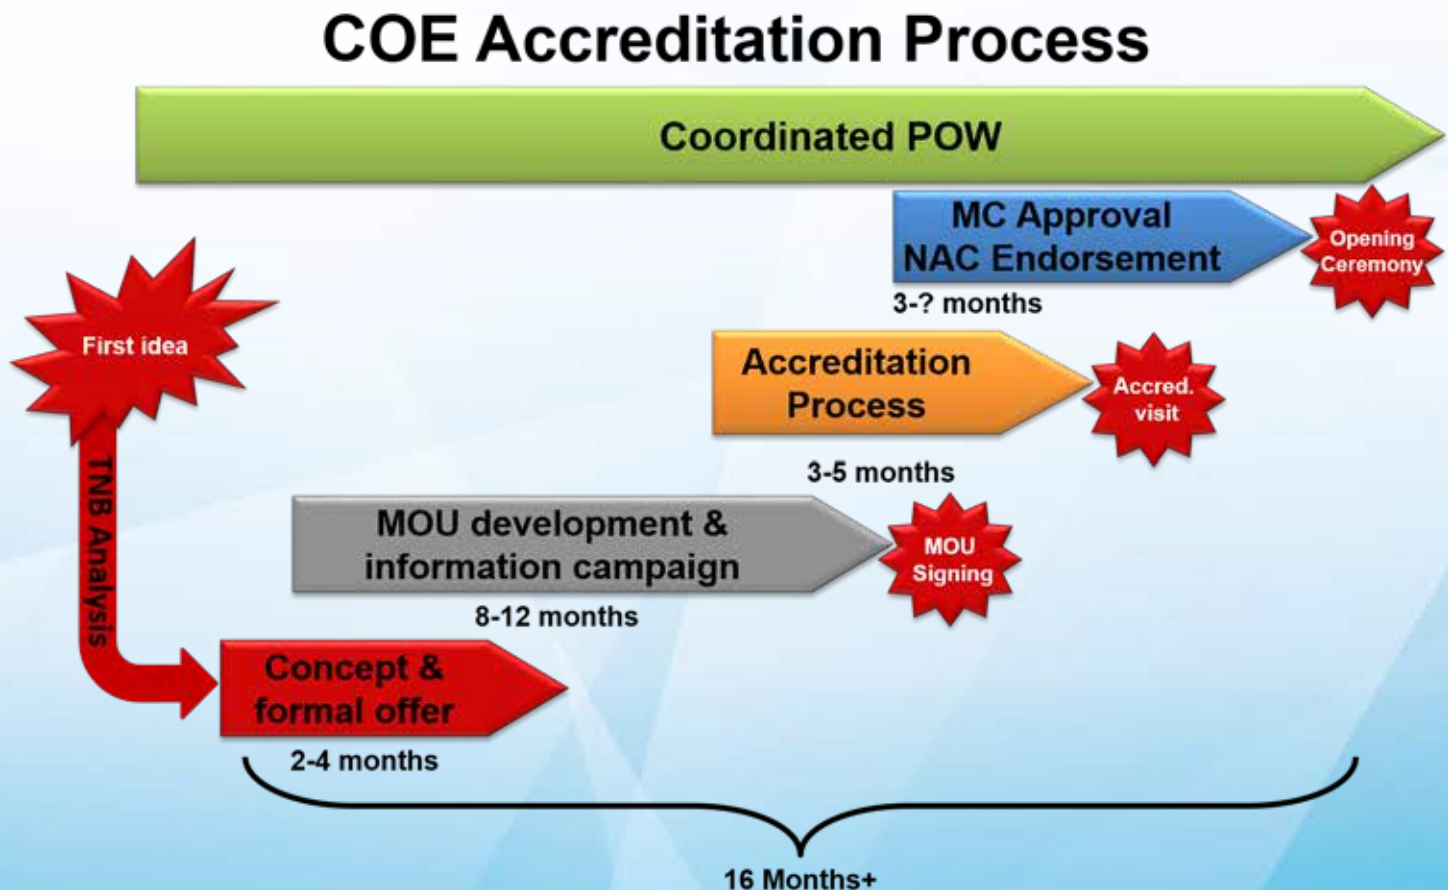 COE Accreditation Process
Coordinated POW
MC Approval
NAC Endorsement
3-? months
Opening
Ceremony
First idea
TNB Analysis
Accreditation
Process
3-5 months
Accred.
visit
MOU development &
information campaign
8-12 months
MOU
Signing
Concept &
formal offer
2-4 months
16 Months+